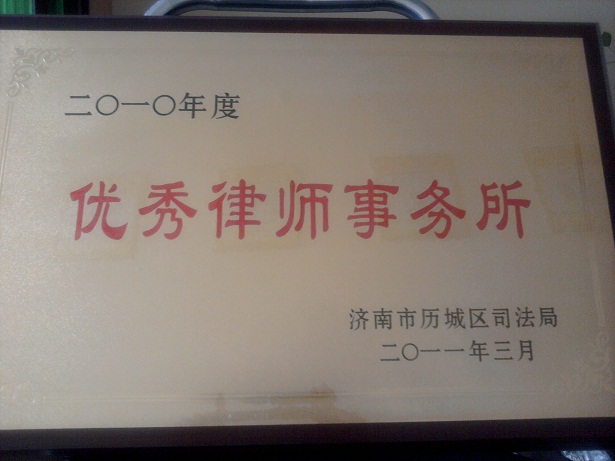 二〇一〇年度
优秀律师事务所
济南市历城区司法局
二〇一一年三月